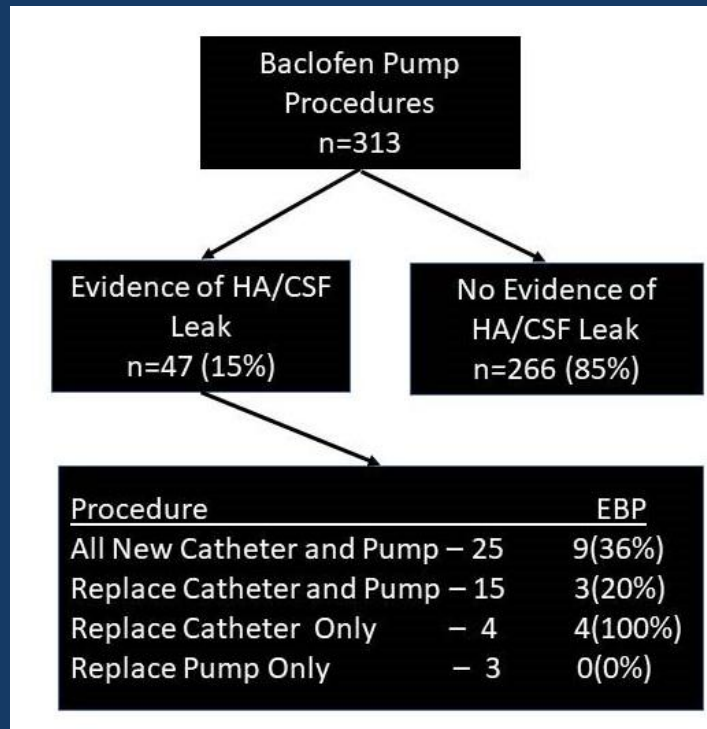 Baclofen Pump
Procedures
n=313
Evidence of HA/CSF
Leak
n=47 (15%)
No Evidence of
HA/CSF Leak
n=266 (85%)
Procedure EBP
All New Catheter and Pump – 25 9(36%)
Replace Catheter and Pump – 15 3(20%)
Replace Catheter Only – 4 4(100%)
Replace Pump Only – 3 0(0%)